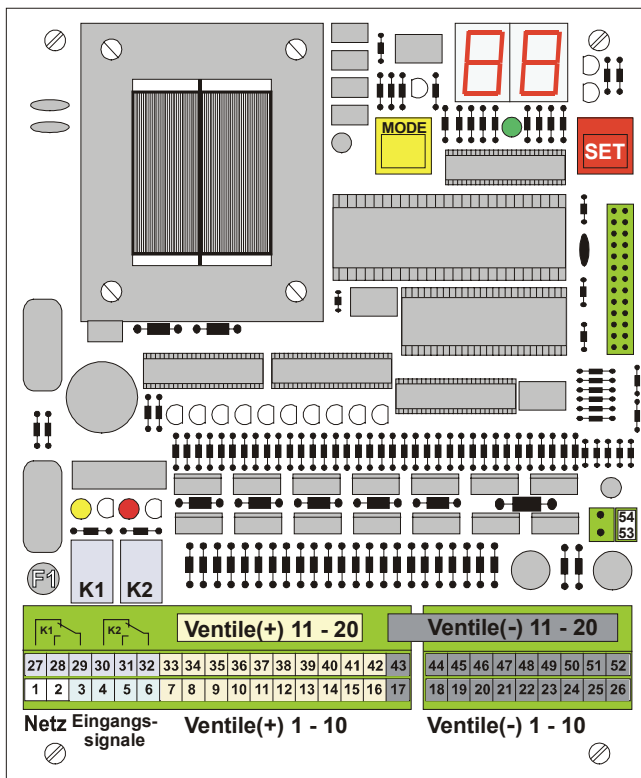 88
MODE
SET
54
53
F1
K1 K2
K1 K2
Ventile(+) 11 - 20 Ventile(-) 11 - 20
27 28 29 30 31 32 33 34 35 36 37 38 39 40 41 42 43 44 45 46 47 48 49 50 51 52
1 2 3 4 5 6 7 8 9 10 11 12 13 14 15 16 17 18 19 20 21 22 23 24 25 26
Netz Eingangs-
signale
Ventile(+) 1 - 10 Ventile(-) 1 - 10